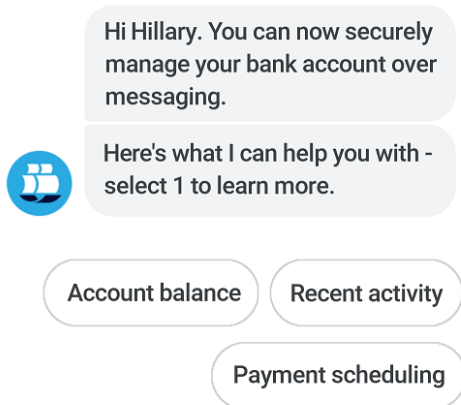 Hi Hillary. You can now securely
manage your bank account over
messaging.
Here's what I can help you with -
select 1 to learn more.
Account balance
Recent activity
Payment scheduling